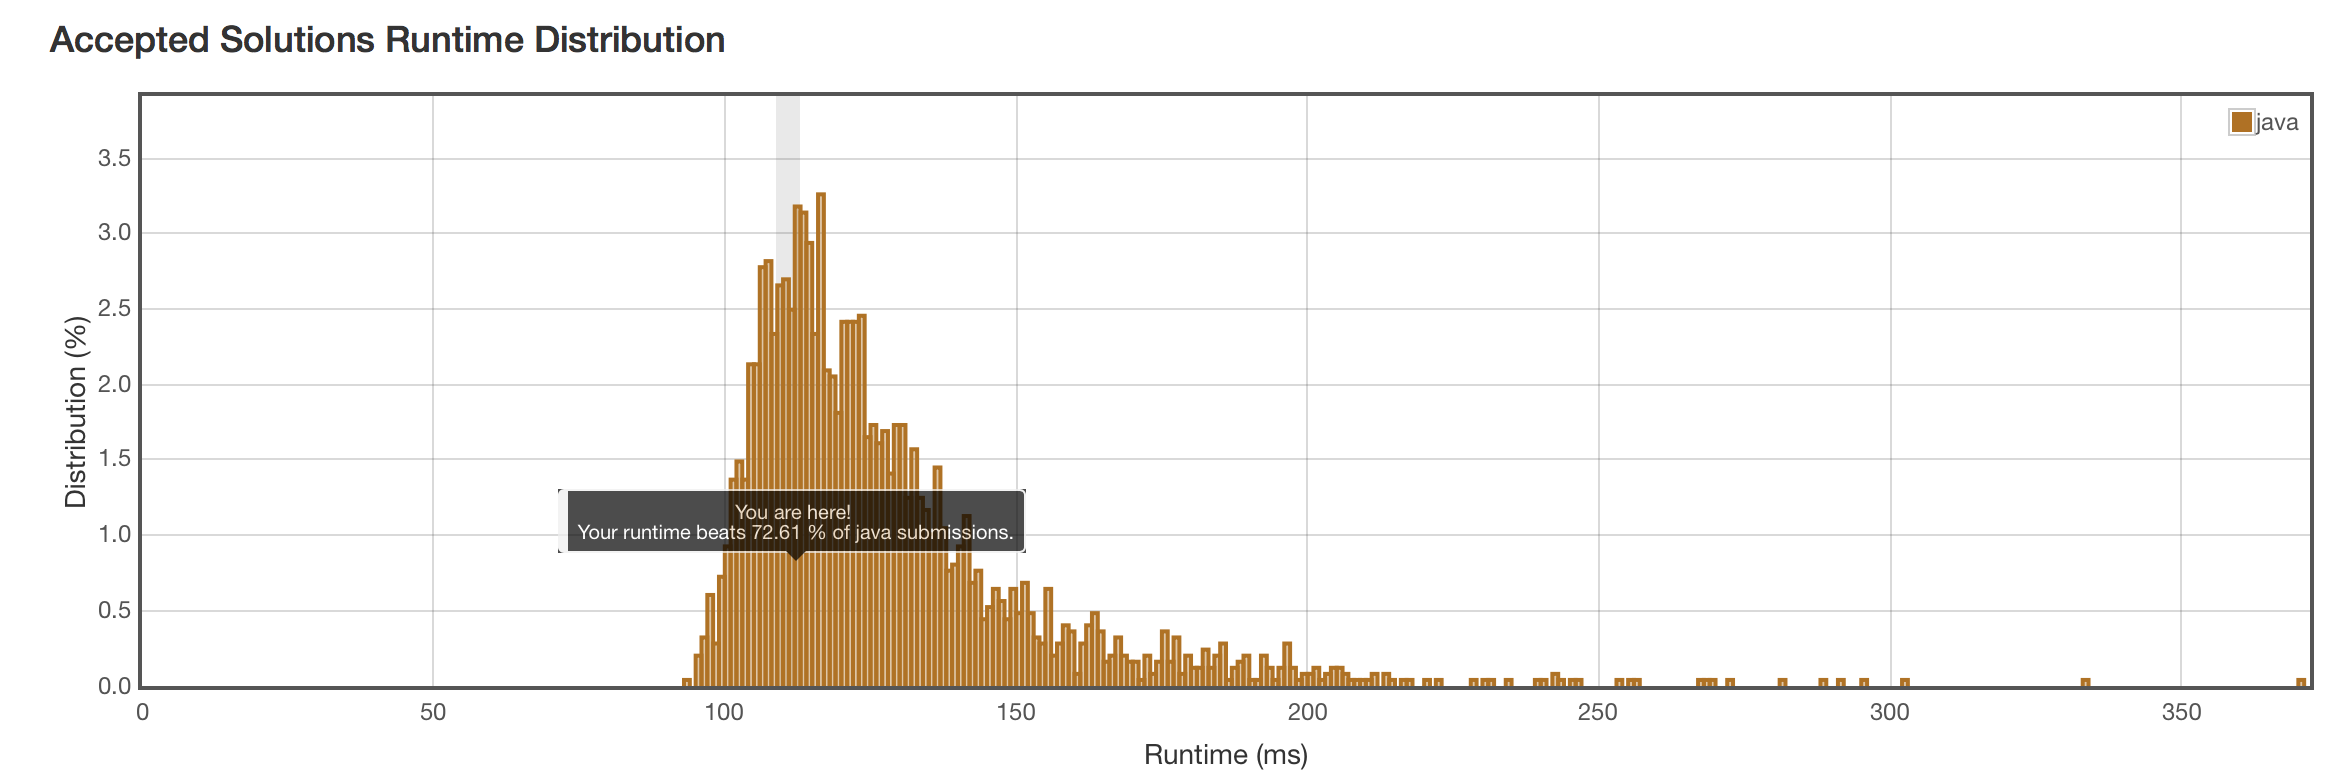 Accepted Solutions Runtime Distribution
java
3.5
3.0
2.5
2.0
1.5
1.0
0.5
0.0
Distribution (%)
You are here!
Your runtime beats 72.61 % of java submissions.
0 50 100 150 200 250 300 350
Runtime (ms)